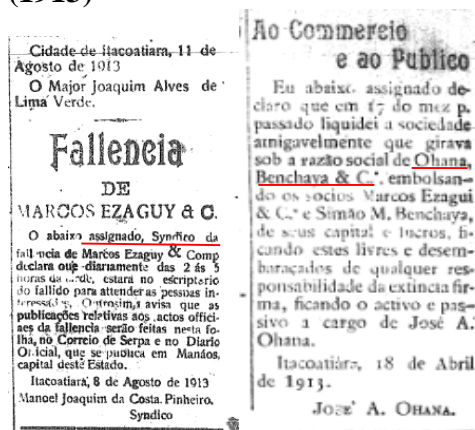 (1913)
Cidade de Itacoatiara, 11 de
Agosto de 1913
O Major Joaquim Alves de
Lima Verde.
Fallencia
DE
MARCOS EZAGUY & C.
O abaixo assignado, Syndico da
fallencia de Marcos Ezaguy & Comp
declara que diariamente das 2 ás 5
horas da tarde, estará no escriptorio
do fallido para attender as pessoas in-
teressadas. Outrosim, avisa que as
publicações relativas aos actos offici-
aes da fallencia serão feitas nesta fo-
lha, no Correio de Serpa e no Diario
Official, que se publica em Manáos,
capital deste Estado.
Itacoatiara, 8 de Agosto de 1913
Manoel Joaquim da Costa Pinheiro.
Syndico
Ao Commercio
e ao Publico
Eu abaixo assignado de-
claro que em 17 do mez p.
passado liquidei a sociedade
amigavelmente que girava
sob a razão social de Ohana,
Benchaya & C.ª, embolsan-
do os socios Marcos Ezagui
& C.ª e Simão M. Benchaya,
de seus capital e lucros, fi-
cando estes livres e desem-
baraçados de qualquer res-
ponsabilidade da extincta fir-
ma, ficando o activo e pas-
sivo a cargo de José A.
Ohana.
Itacoatiára, 18 de Abril
de 1913.
JOZE' A. OHANA.